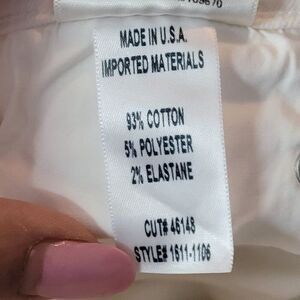 MADE IN U.S.A.
IMPORTED MATERIALS
93% COTTON
5% POLYESTER
2% ELASTANE
CUT# 46148
STYLE# 1611-1106